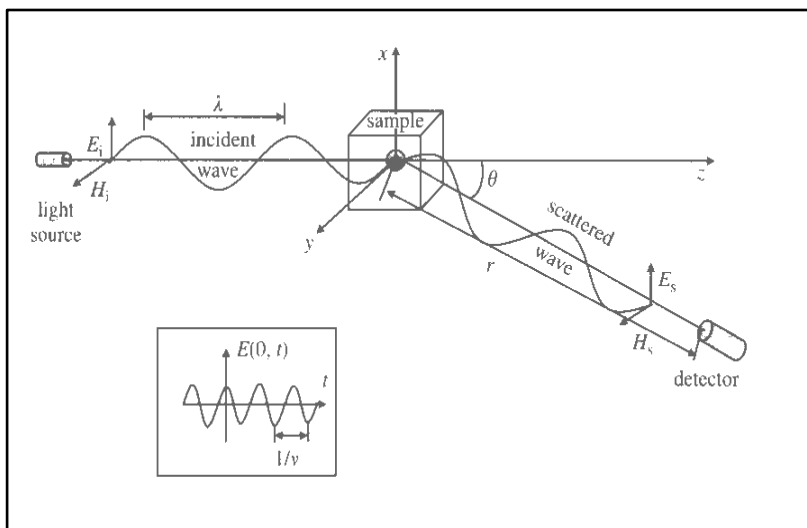 x
λ
sample
incident
E_i
wave
θ
z
H_i
light
source
y
scattered
wave
r
E_s
H_s
detector
E(0, t)
t
1/ν